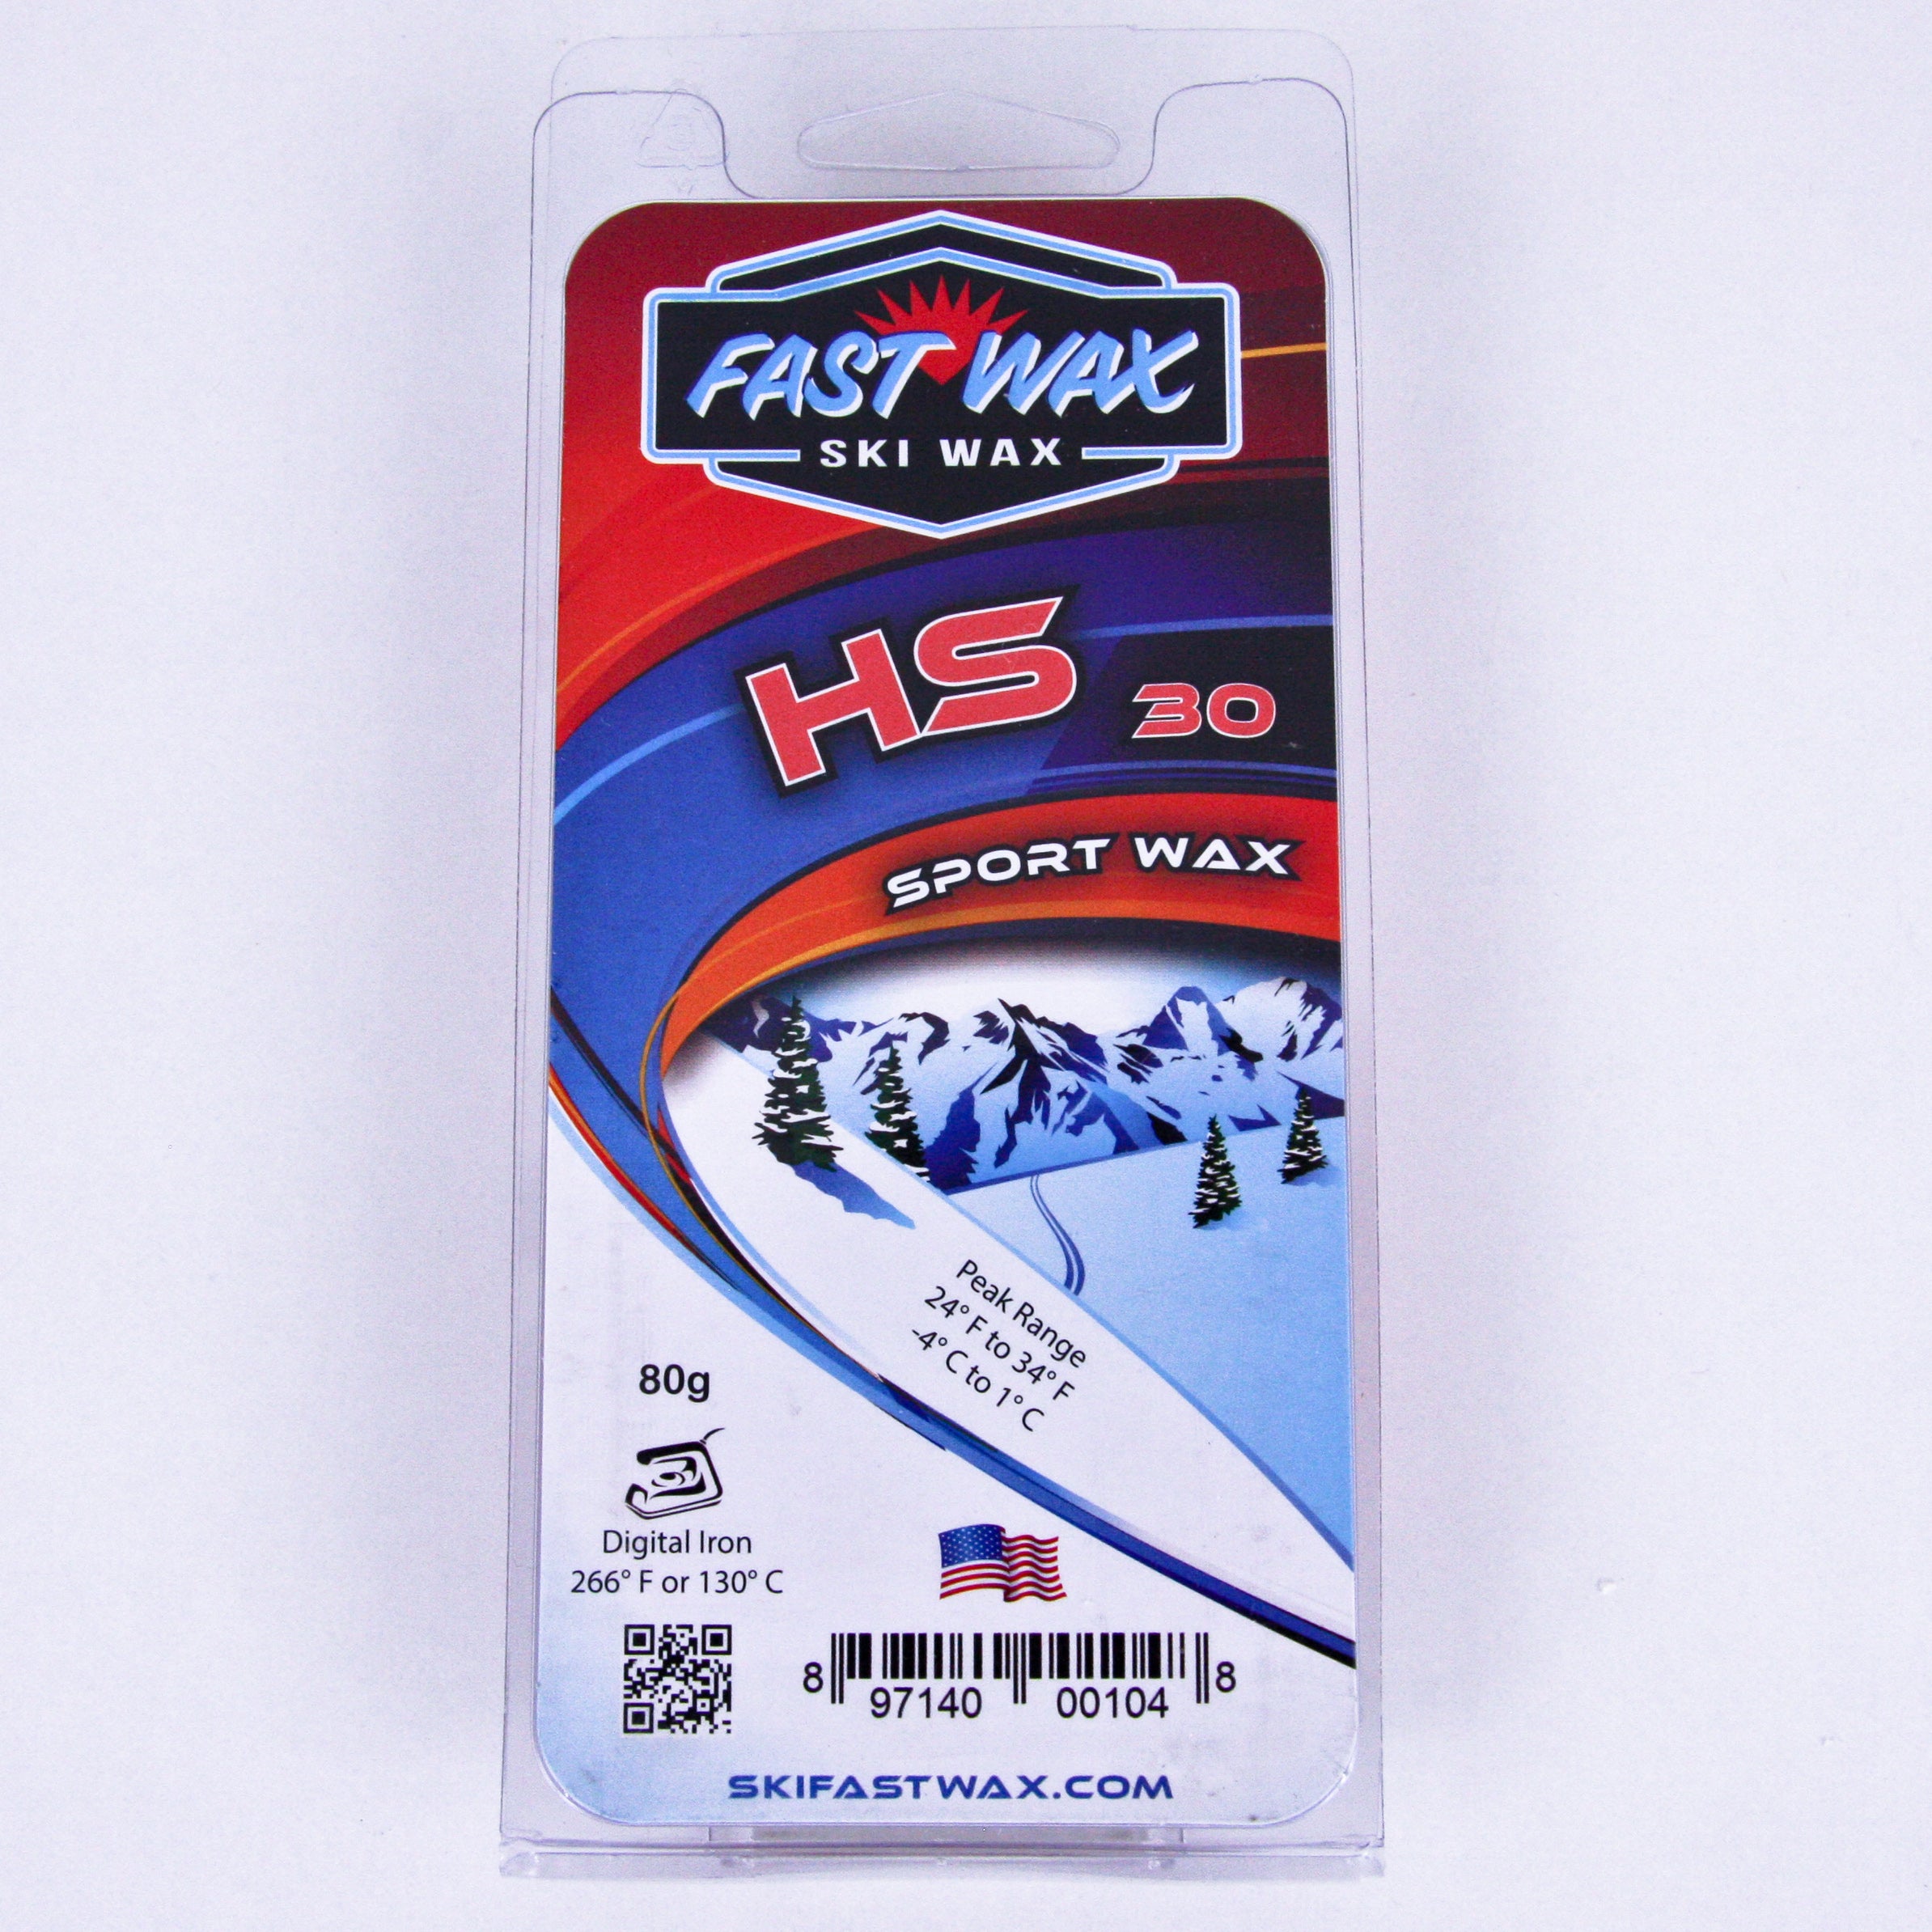 FAST WAX
SKI WAX
HS 30
SPORT WAX
Peak Range
24° F to 34° F
-4° C to 1° C
80g
Digital Iron
266° F or 130° C
8 97140 00104 8
SKIFASTWAX.COM